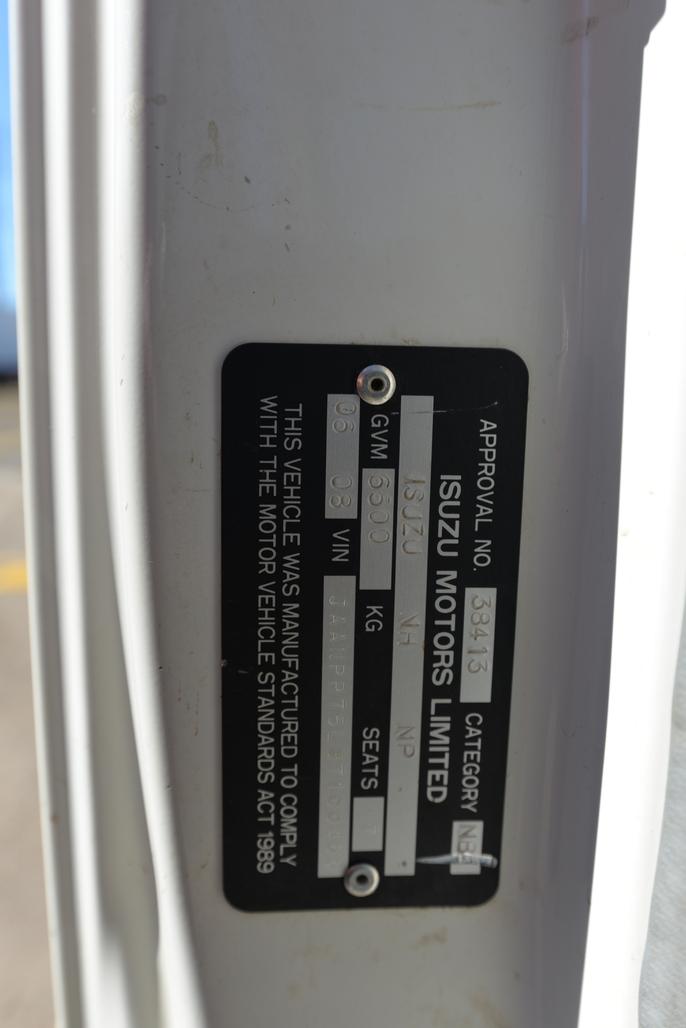 APPROVAL NO. 38413 CATEGORY
ISUZU MOTORS LIMITED
ISUZU NH NP
GVM 6500 KG SEATS 7
06 08 VIN
THIS VEHICLE WAS MANUFACTURED TO COMPLY
WITH THE MOTOR VEHICLE STANDARDS ACT 1989